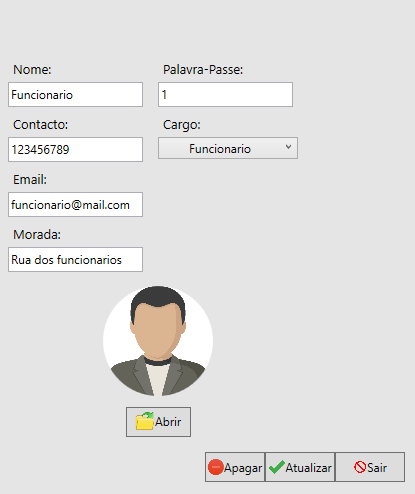 Nome: Palavra-Passe:
Funcionario 1
Contacto: Cargo:
123456789 Funcionario
Email:
funcionario@mail.com
Morada:
Rua dos funcionarios
Abrir
Apagar Atualizar Sair